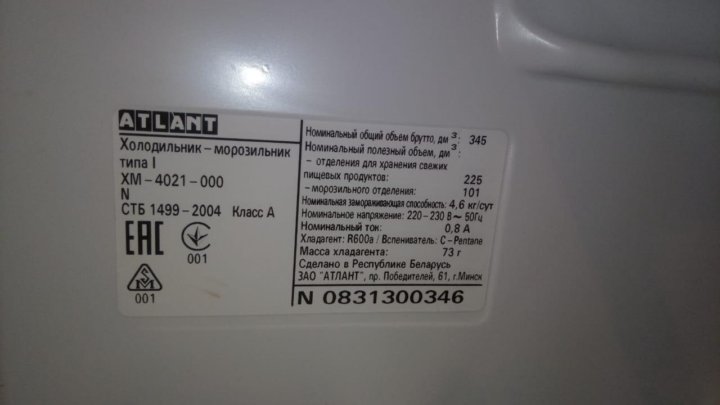 ATLANT
Холодильник – морозильник
типа I
ХМ – 4021 – 000
N
СТБ 1499 – 2004 Класс А
EAC
001
001
Номинальный общий объем брутто, дм³: 345
Номинальный полезный объем, дм³:
– отделения для хранения свежих
пищевых продуктов: 225
– морозильного отделения: 101
Номинальная замораживающая способность: 4,6 кг/сут
Номинальное напряжение: 220 – 230 В ~ 50Гц
Номинальный ток: 0,8 А
Хладагент: R600a / Вспениватель: C – Pentane
Масса хладагента: 73 г
Сделано в Республике Беларусь
ЗАО "АТЛАНТ", пр. Победителей, 61, г.Минск
N 0831300346